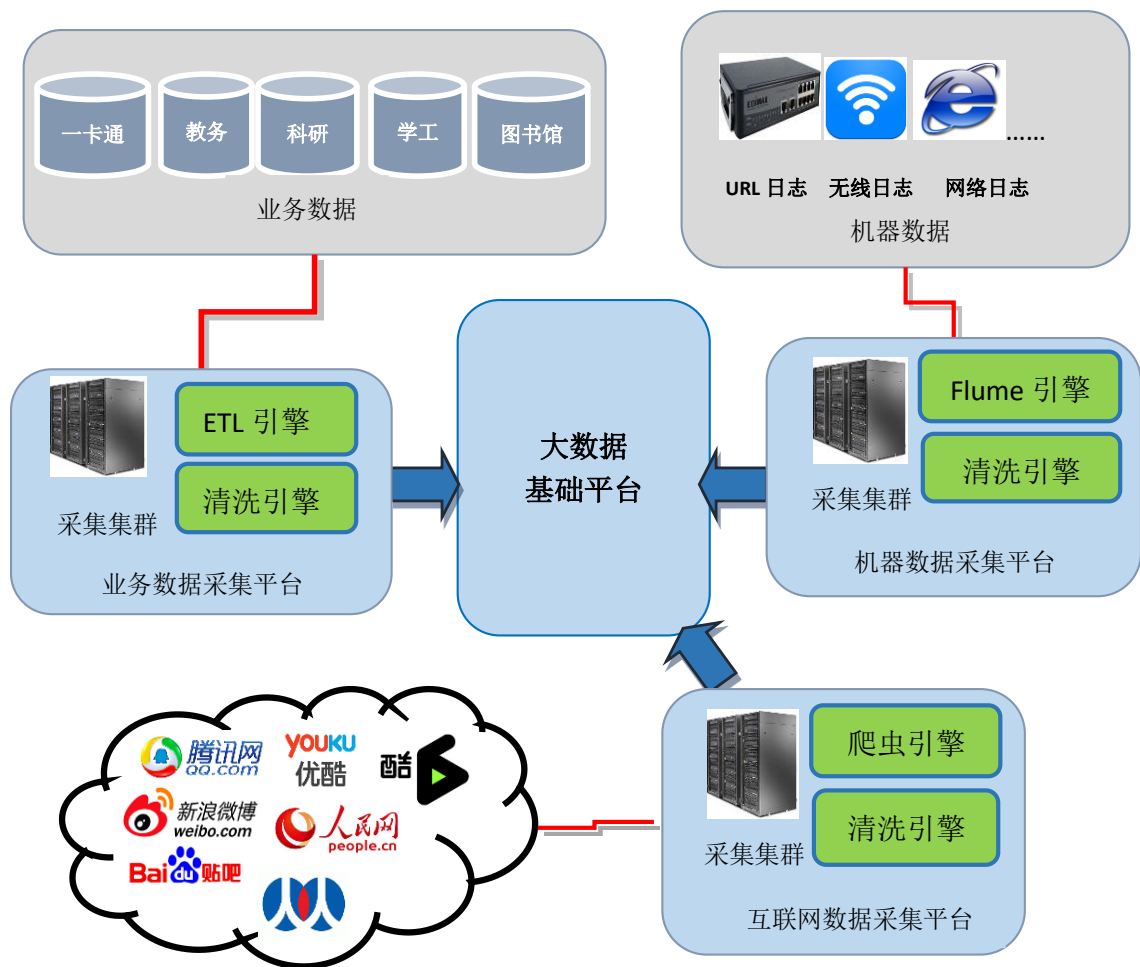 一卡通
教务
科研
学工
图书馆
业务数据
……
URL 日志
无线日志
网络日志
机器数据
ETL 引擎
清洗引擎
采集集群
业务数据采集平台
大数据
基础平台
Flume 引擎
清洗引擎
采集集群
机器数据采集平台
腾讯网
QQ.com
YOUKU
优酷
酷6
新浪微博
weibo.com
人民网
people.cn
Bai du 贴吧
爬虫引擎
清洗引擎
采集集群
互联网数据采集平台